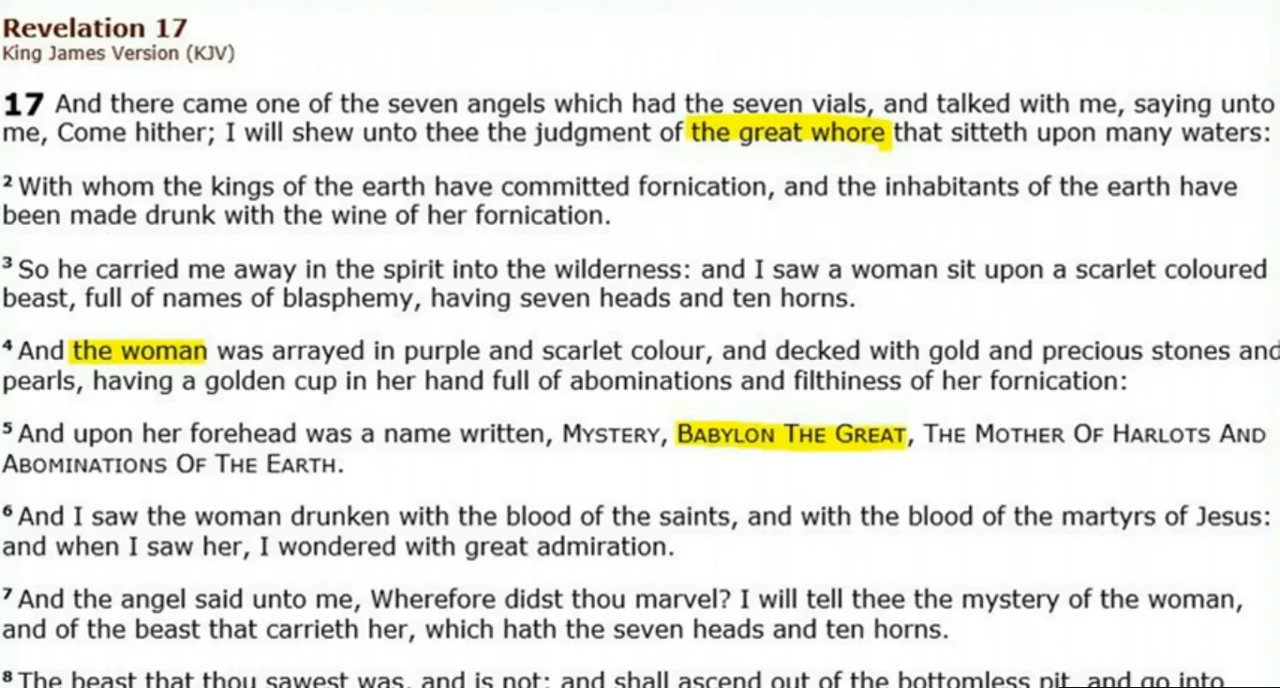 Revelation 17
King James Version (KJV)
17 And there came one of the seven angels which had the seven vials, and talked with me, saying unto
me, Come hither; I will shew unto thee the judgment of the great whore that sitteth upon many waters:
2 With whom the kings of the earth have committed fornication, and the inhabitants of the earth have
been made drunk with the wine of her fornication.
3 So he carried me away in the spirit into the wilderness: and I saw a woman sit upon a scarlet coloured
beast, full of names of blasphemy, having seven heads and ten horns.
4 And the woman was arrayed in purple and scarlet colour, and decked with gold and precious stones and
pearls, having a golden cup in her hand full of abominations and filthiness of her fornication:
5 And upon her forehead was a name written, MYSTERY, BABYLON THE GREAT, THE MOTHER OF HARLOTS AND
ABOMINATIONS OF THE EARTH.
6 And I saw the woman drunken with the blood of the saints, and with the blood of the martyrs of Jesus:
and when I saw her, I wondered with great admiration.
7 And the angel said unto me, Wherefore didst thou marvel? I will tell thee the mystery of the woman,
and of the beast that carrieth her, which hath the seven heads and ten horns.
8 The beast that thou sawest was, and is not; and shall ascend out of the bottomless pit, and go into